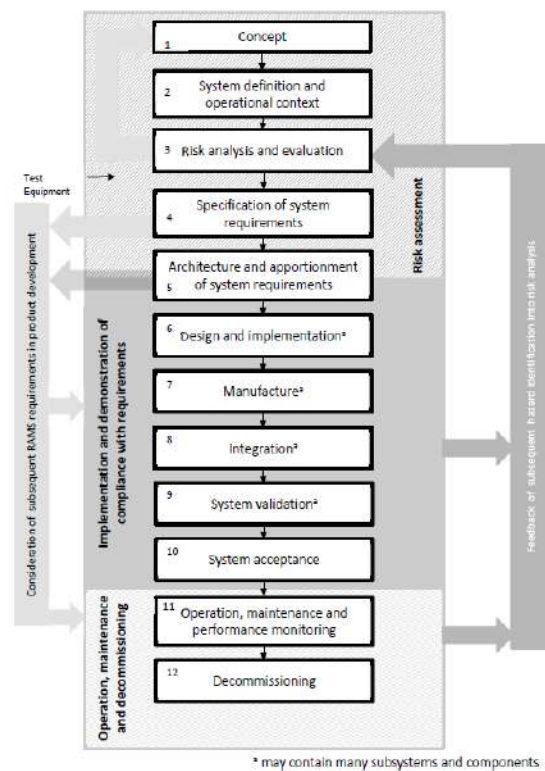 1 Concept
2 System definition and
operational context
3 Risk analysis and evaluation
Test
Equipment
4 Specification of system
requirements
Risk assessment
Architecture and apportionment
5 of system requirements
6 Design and implementationᵃ
7 Manufactureᵃ
8 Integrationᵃ
9 System validationᵃ
10 System acceptance
Implementation and demonstration of
compliance with requirements
Consideration of subsequent RAMS requirements in product development
Feedback of subsequent hazard identification into risk analysis
11 Operation, maintenance and
performance monitoring
12 Decommissioning
Operation, maintenance
and decommissioning
ᵃ may contain many subsystems and components